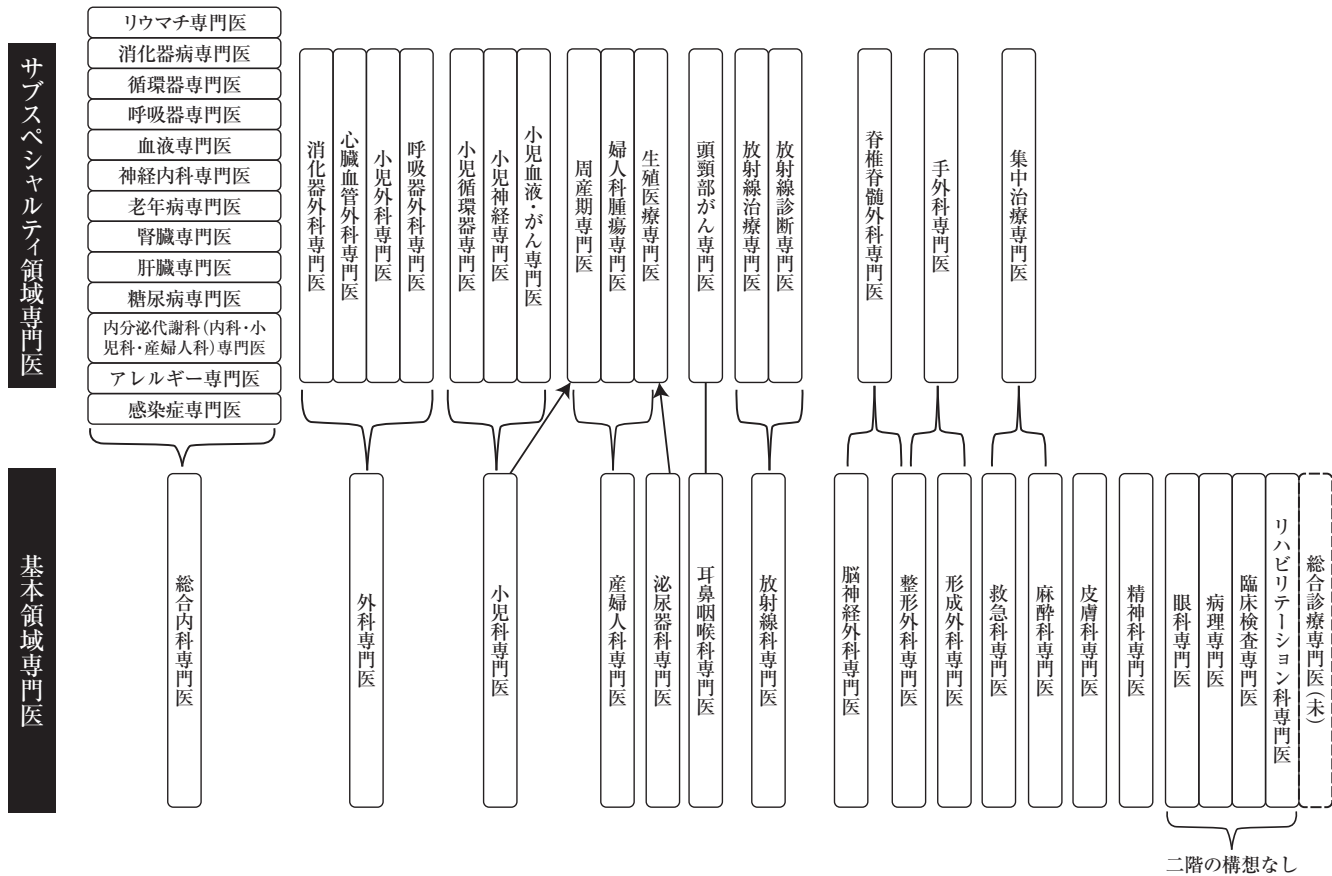 サブスペシャルティ領域専門医
リウマチ専門医
消化器病専門医
循環器専門医
呼吸器専門医
血液専門医
神経内科専門医
老年病専門医
腎臓専門医
肝臓専門医
糖尿病専門医
内分泌代謝科(内科・小
児科・産婦人科)専門医
アレルギー専門医
感染症専門医
消化器外科専門医
心臓血管外科専門医
小児外科専門医
呼吸器外科専門医
小児循環器専門医
小児神経専門医
小児血液・がん専門医
周産期専門医
婦人科腫瘍専門医
生殖医療専門医
頭頸部がん専門医
放射線治療専門医
放射線診断専門医
脊椎脊髄外科専門医
手外科専門医
集中治療専門医
基本領域専門医
総合内科専門医
外科専門医
小児科専門医
産婦人科専門医
泌尿器科専門医
耳鼻咽喉科専門医
放射線科専門医
脳神経外科専門医
整形外科専門医
形成外科専門医
救急科専門医
麻酔科専門医
皮膚科専門医
精神科専門医
眼科専門医
病理専門医
臨床検査専門医
リハビリテーション科専門医
総合診療専門医(未)
二階の構想なし